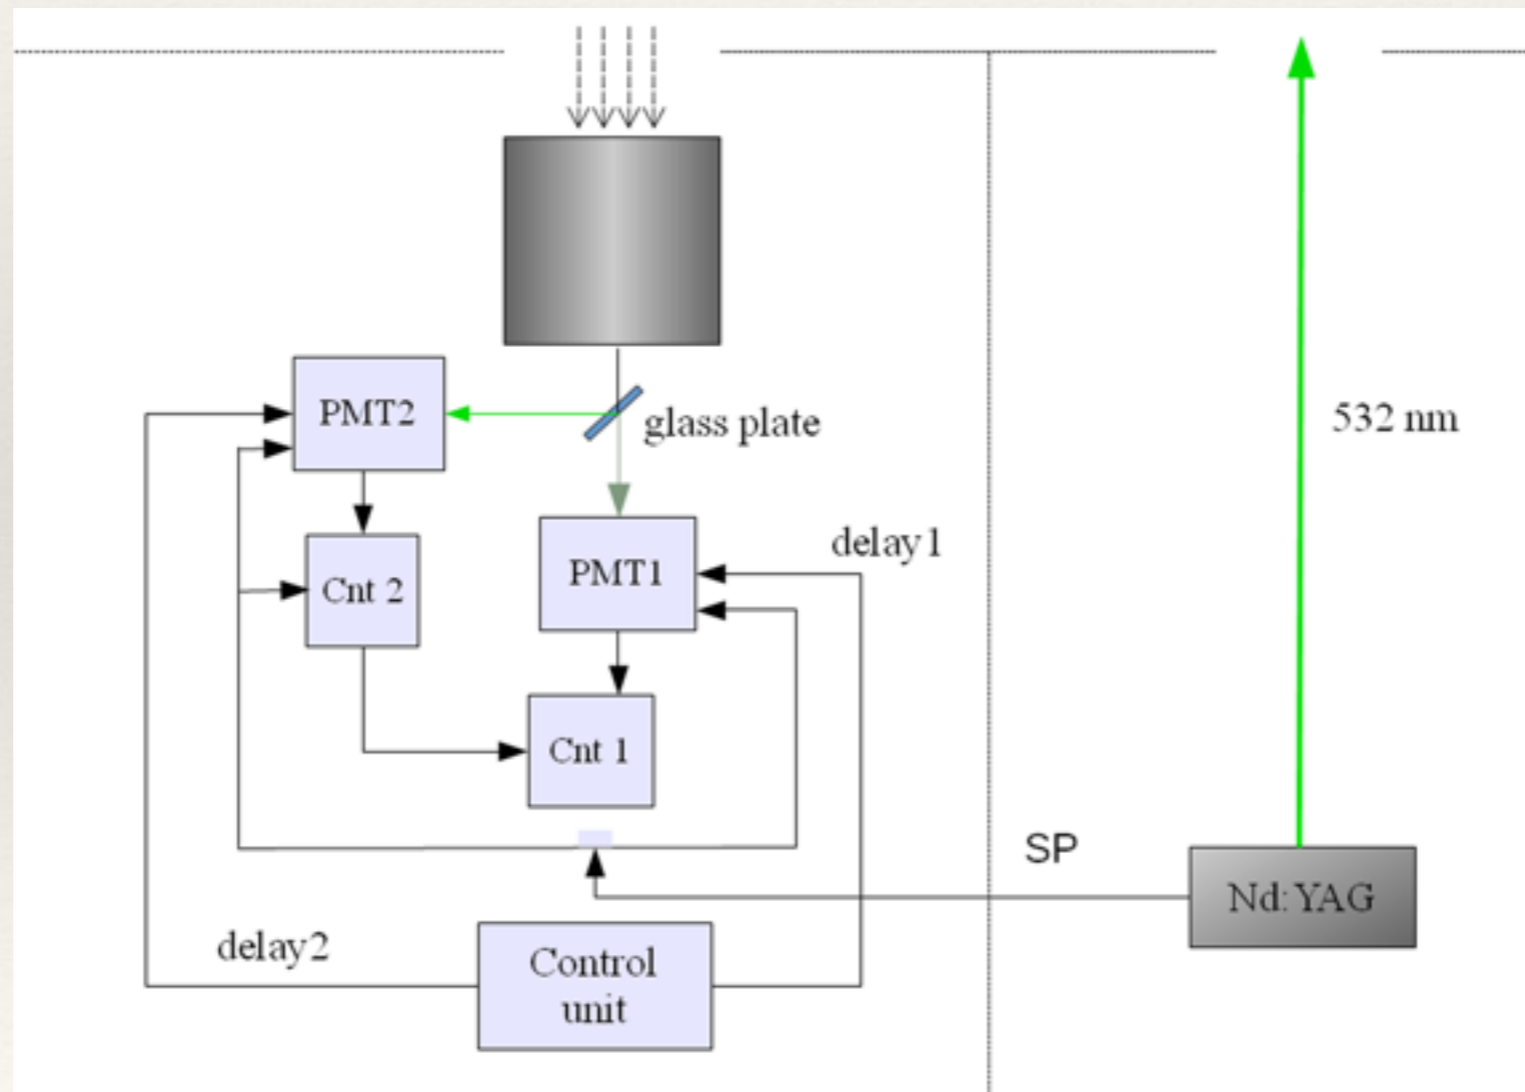 PMT2
glass plate
532 nm
delay1
PMT1
Cnt 2
Cnt 1
SP
Nd:YAG
delay2
Control
unit